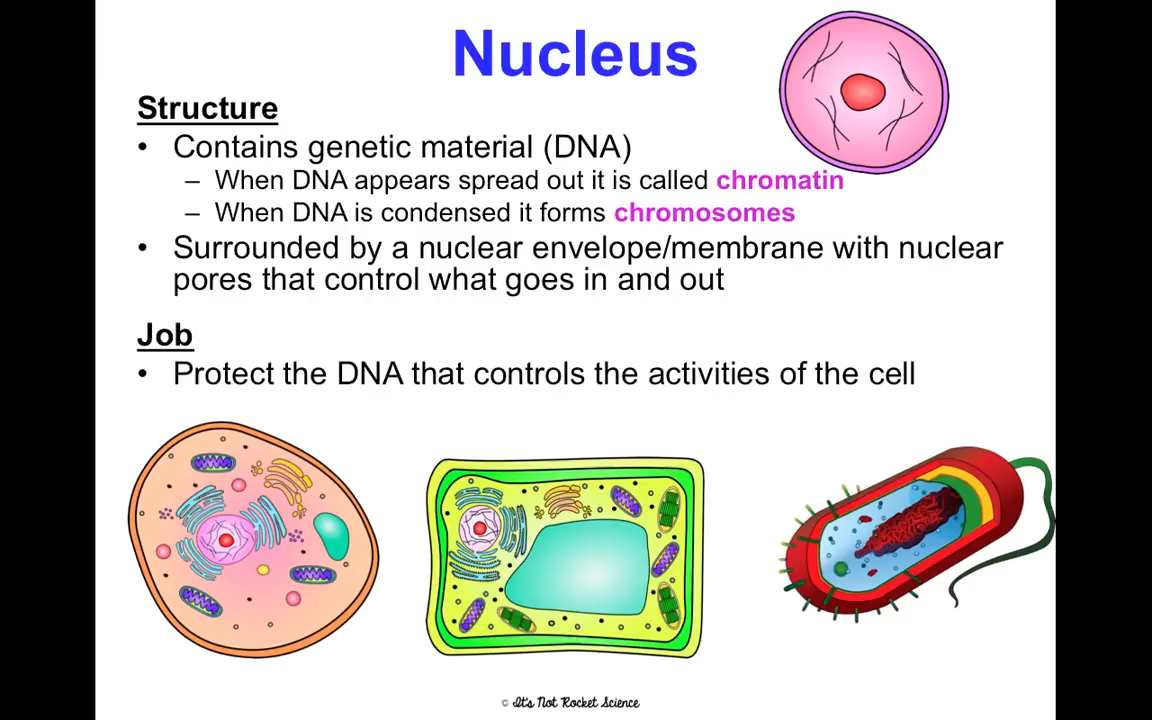 Nucleus
Structure
• Contains genetic material (DNA)
– When DNA appears spread out it is called chromatin
– When DNA is condensed it forms chromosomes
• Surrounded by a nuclear envelope/membrane with nuclear
pores that control what goes in and out
Job
• Protect the DNA that controls the activities of the cell
© It's Not Rocket Science